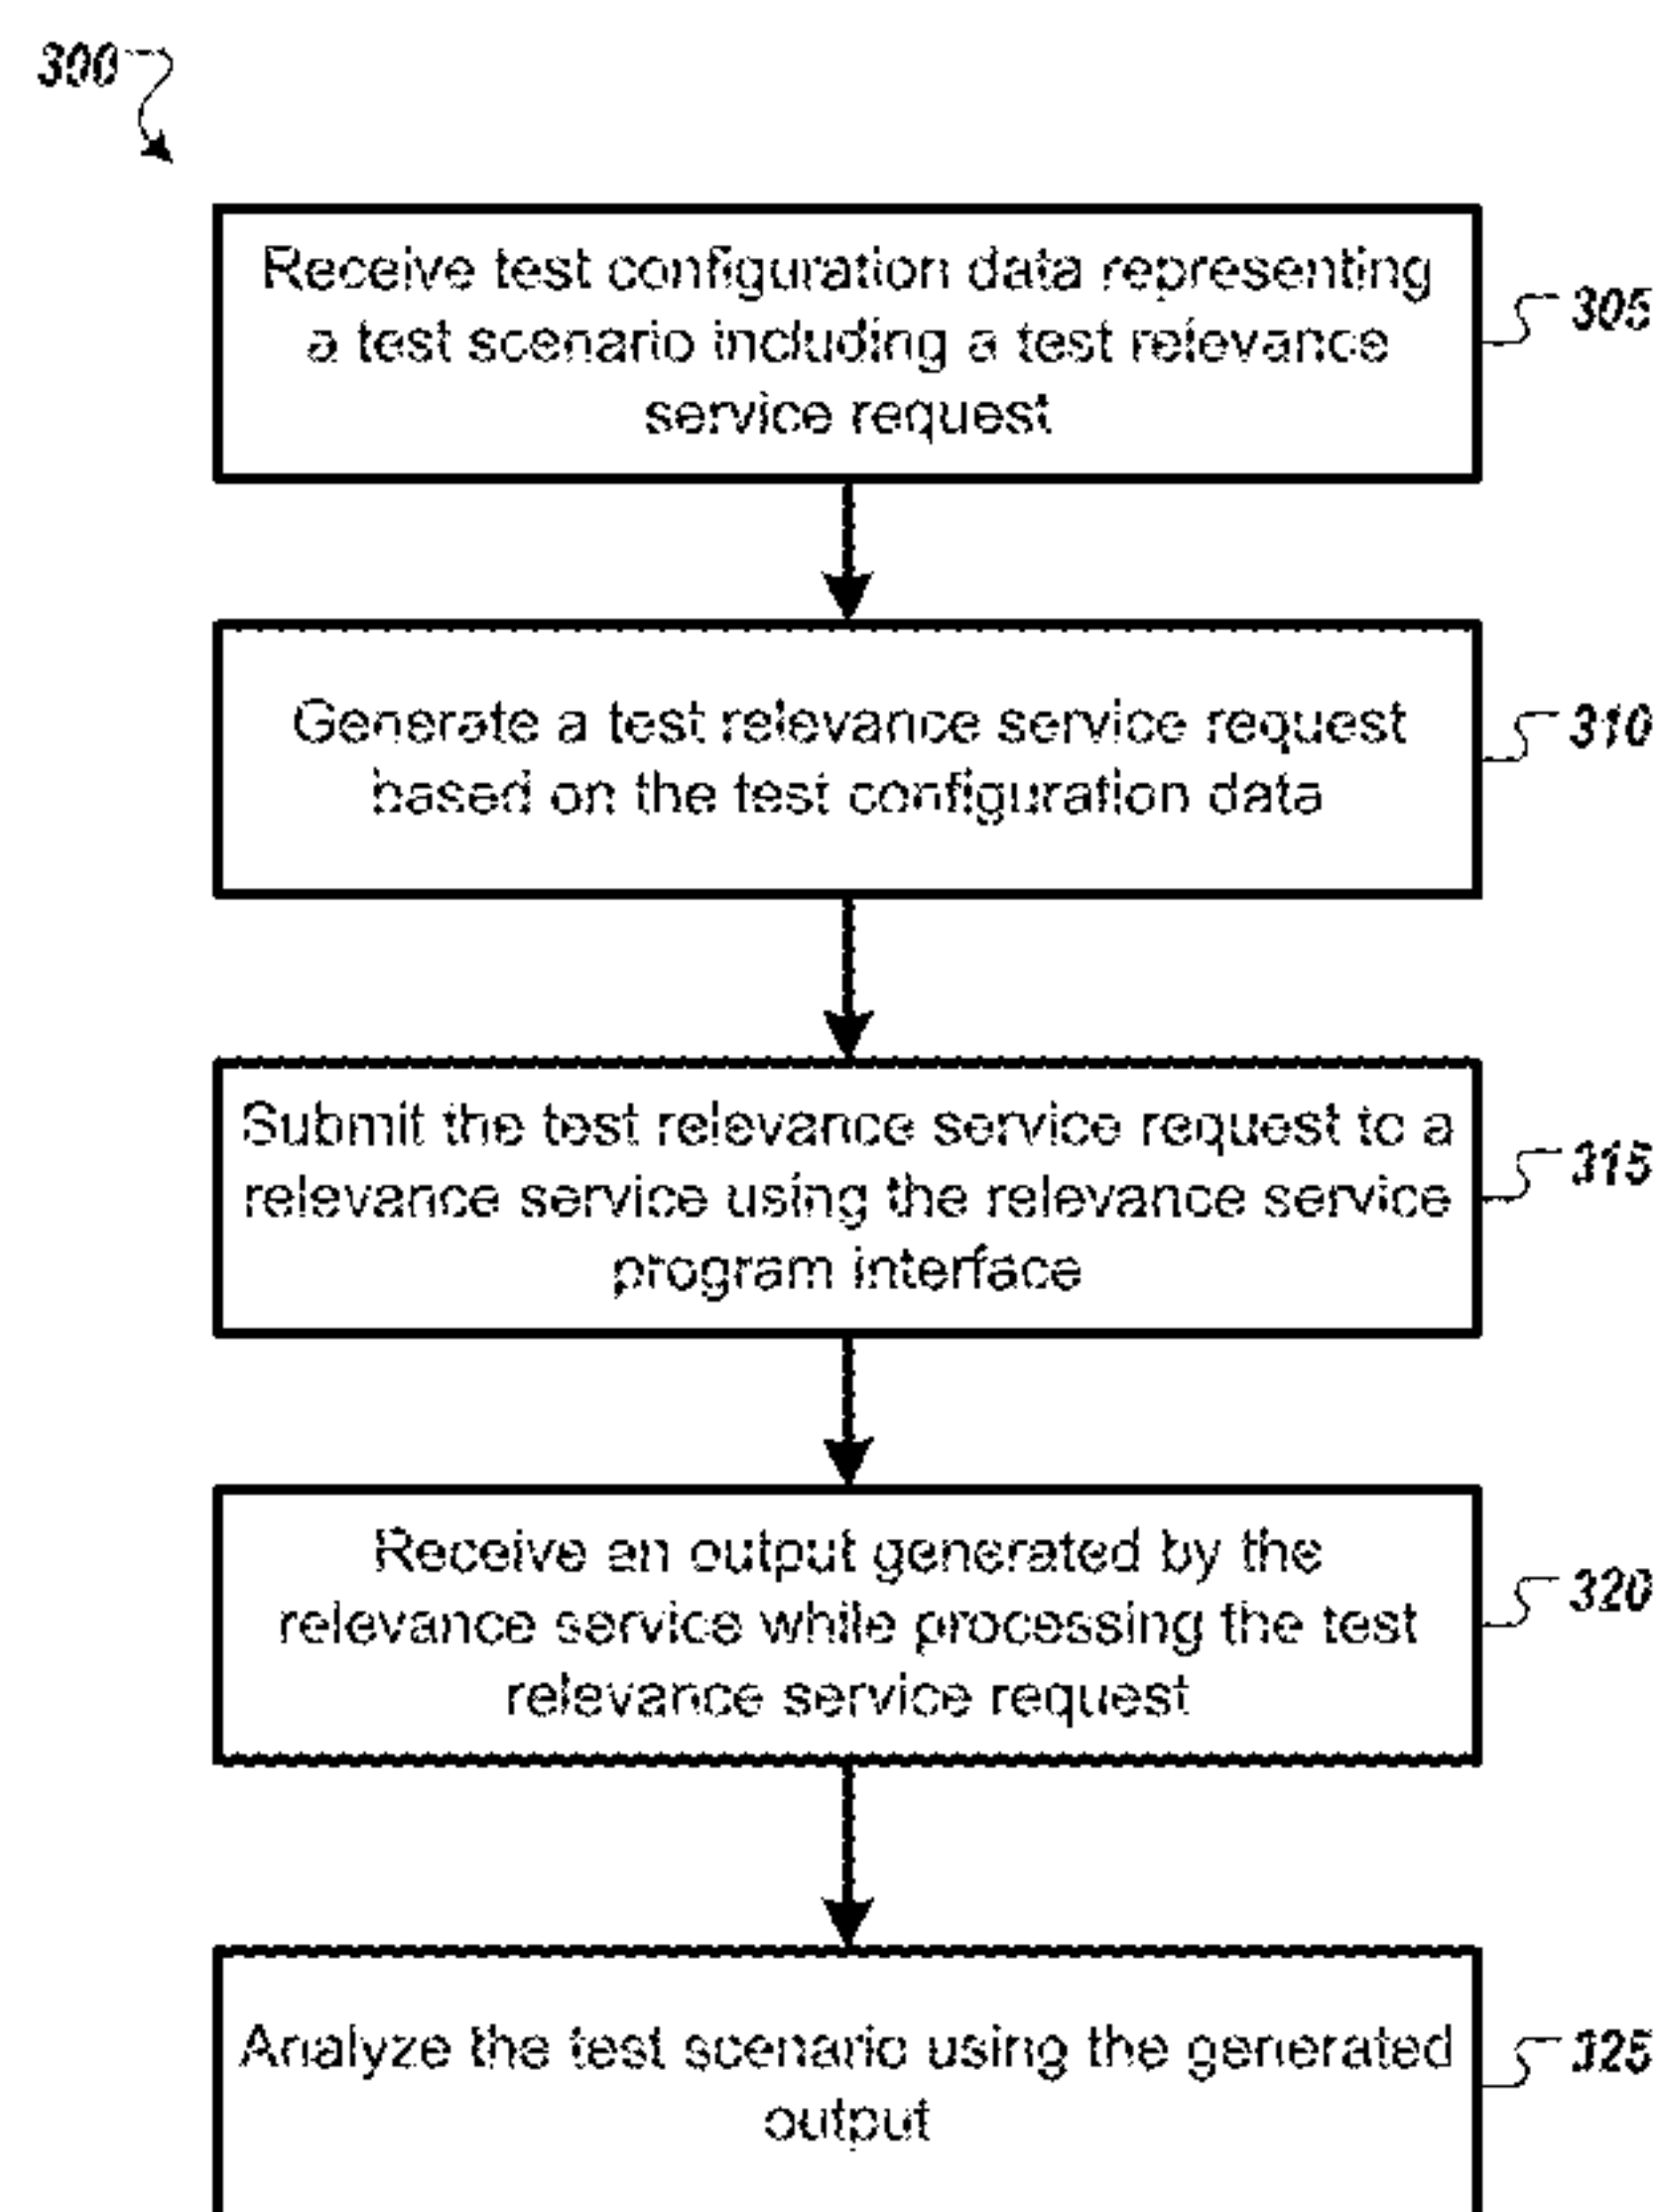 300
Receive test configuration data representing
a test scenario including a test relevance
service request
305
Generate a test relevance service request
based on the test configuration data
310
Submit the test relevance service request to a
relevance service using the relevance service
program interface
315
Receive an output generated by the
relevance service while processing the test
relevance service request
320
Analyze the test scenario using the generated
output
325